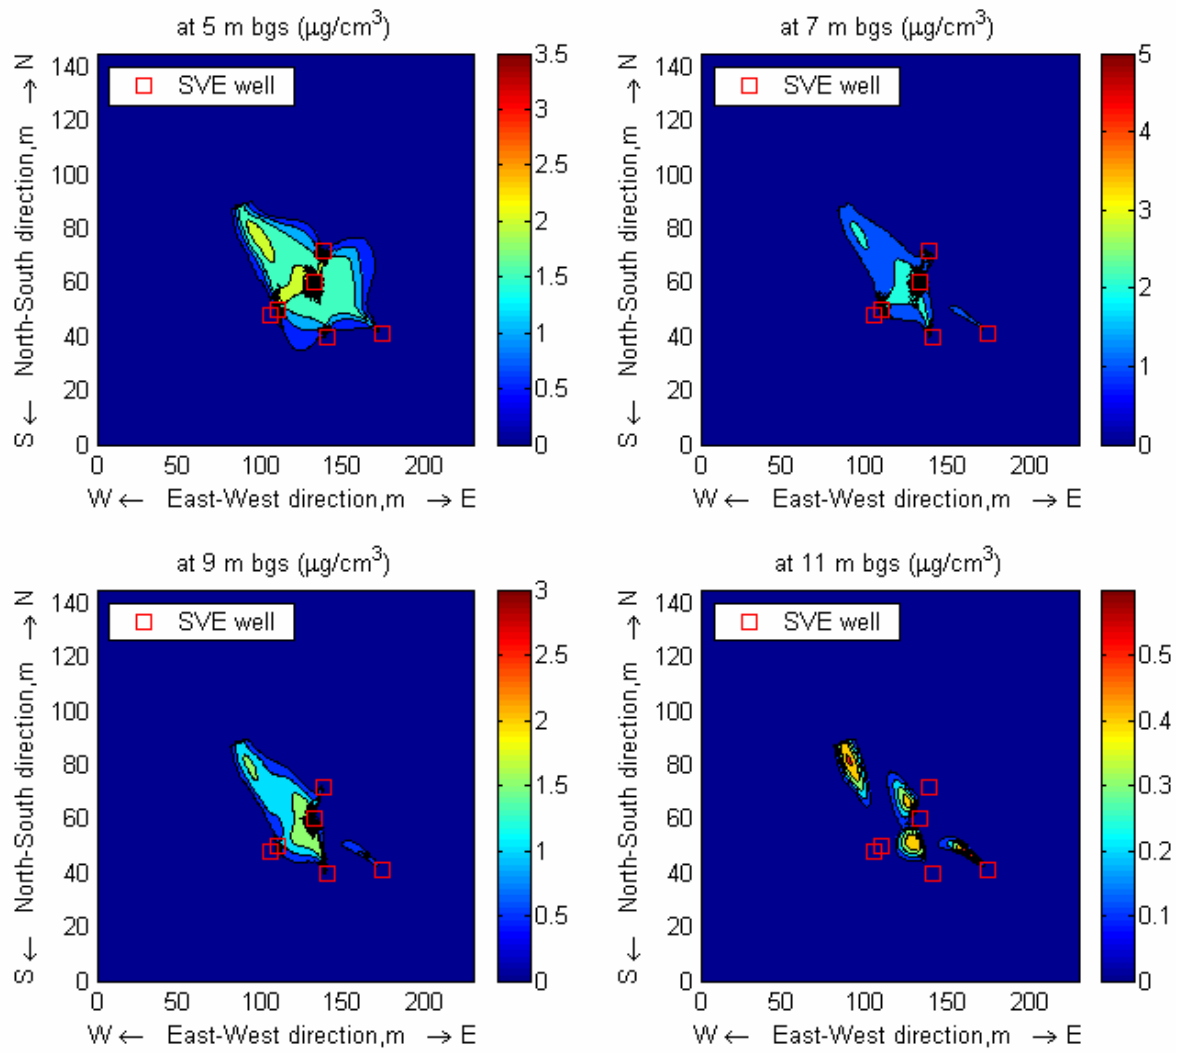 at 5 m bgs (μg/cm³)
SVE well
N → North-South direction,m ← S
140
120
100
80
60
40
20
0
0 50 100 150 200
W ← East-West direction,m → E
3.5
3
2.5
2
1.5
1
0.5
0
at 7 m bgs (μg/cm³)
SVE well
N → North-South direction,m ← S
140
120
100
80
60
40
20
0
0 50 100 150 200
W ← East-West direction,m → E
5
4
3
2
1
0
at 9 m bgs (μg/cm³)
SVE well
N → North-South direction,m ← S
140
120
100
80
60
40
20
0
0 50 100 150 200
W ← East-West direction,m → E
3
2.5
2
1.5
1
0.5
0
at 11 m bgs (μg/cm³)
SVE well
N → North-South direction,m ← S
140
120
100
80
60
40
20
0
0 50 100 150 200
W ← East-West direction,m → E
0.5
0.4
0.3
0.2
0.1
0